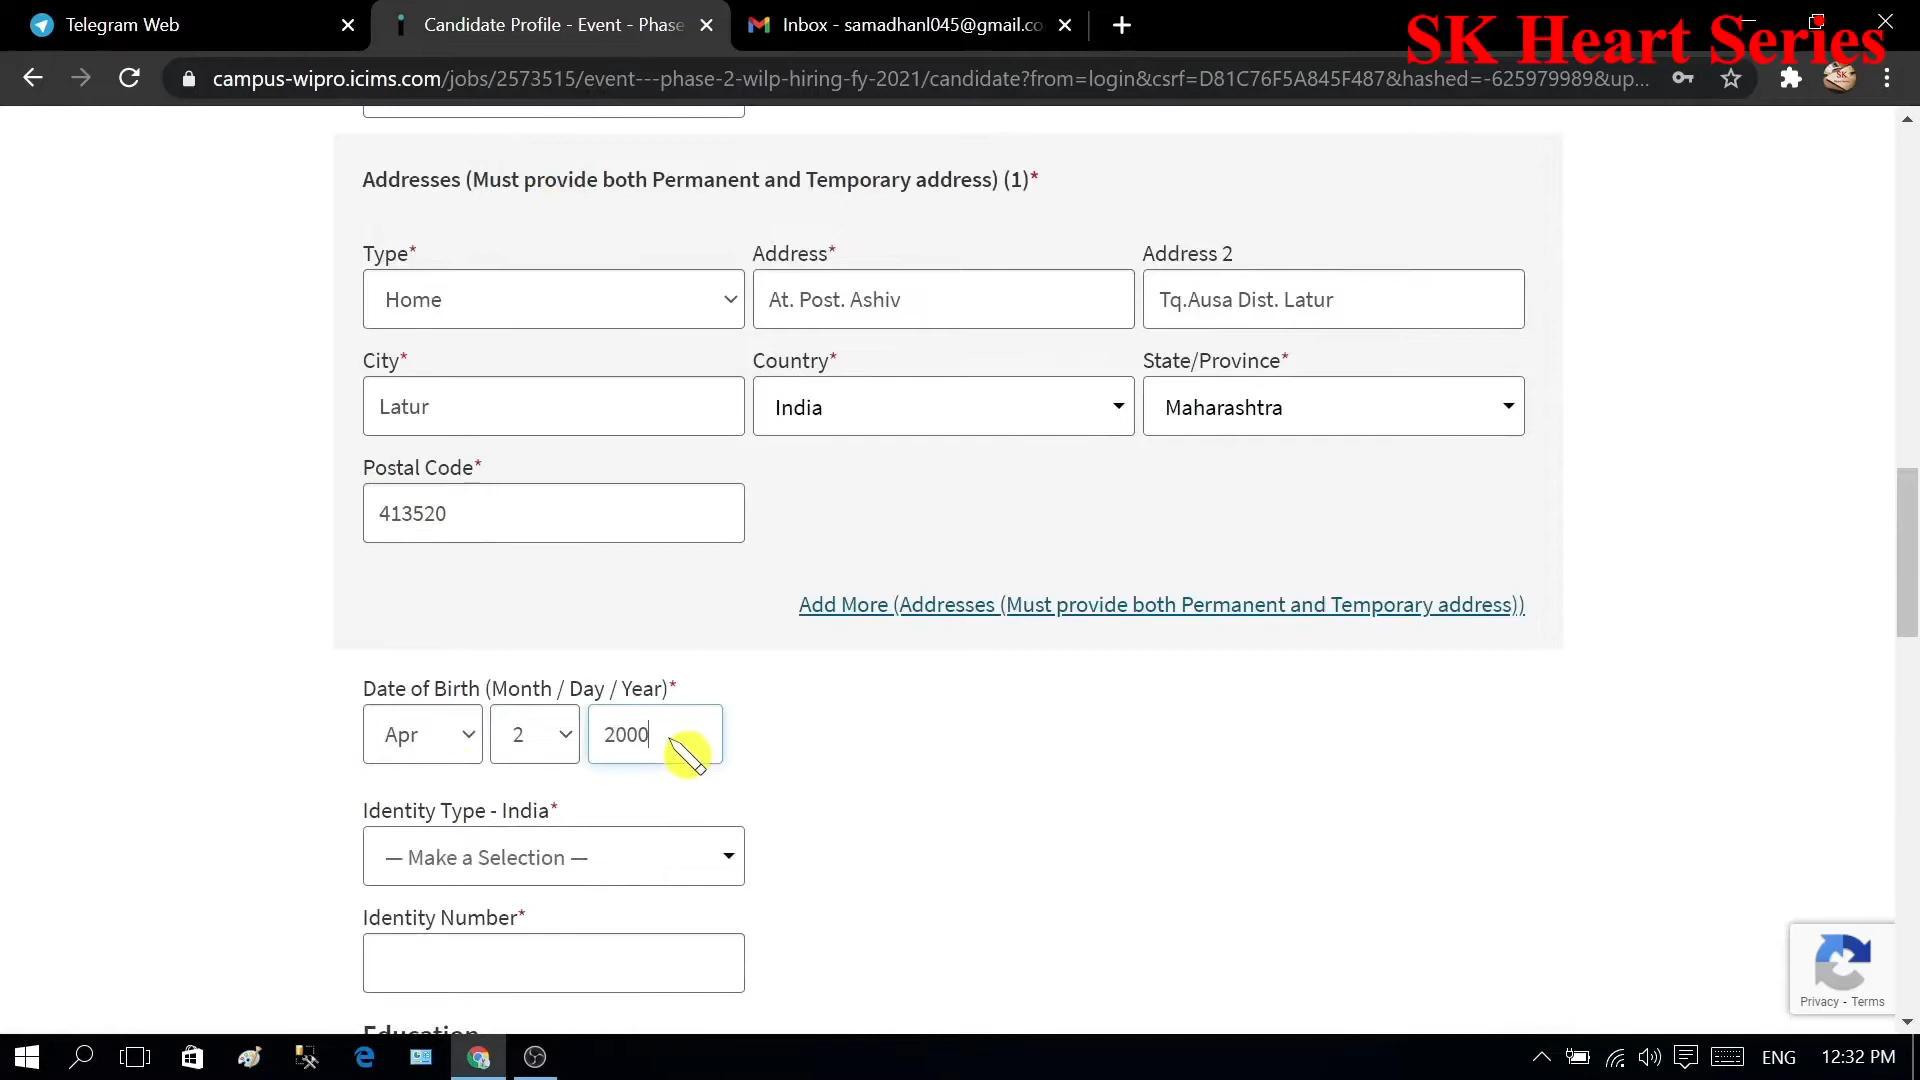 Telegram Web
Candidate Profile - Event - Phase
Inbox - samadhanl045@gmail.co
SK Heart Series
campus-wipro.icims.com/jobs/2573515/event---phase-2-wilp-hiring-fy-2021/candidate?from=login&csrf=D81C76F5A845F487&hashed=-625979989&up...
Addresses (Must provide both Permanent and Temporary address) (1)*
Type* Address* Address 2
Home At. Post. Ashiv Tq.Ausa Dist. Latur
City* Country* State/Province*
Latur India Maharashtra
Postal Code*
413520
Add More (Addresses (Must provide both Permanent and Temporary address))
Date of Birth (Month / Day / Year)*
Apr 2 2000
Identity Type - India*
— Make a Selection —
Identity Number*
Education
Privacy - Terms
ENG 12:32 PM